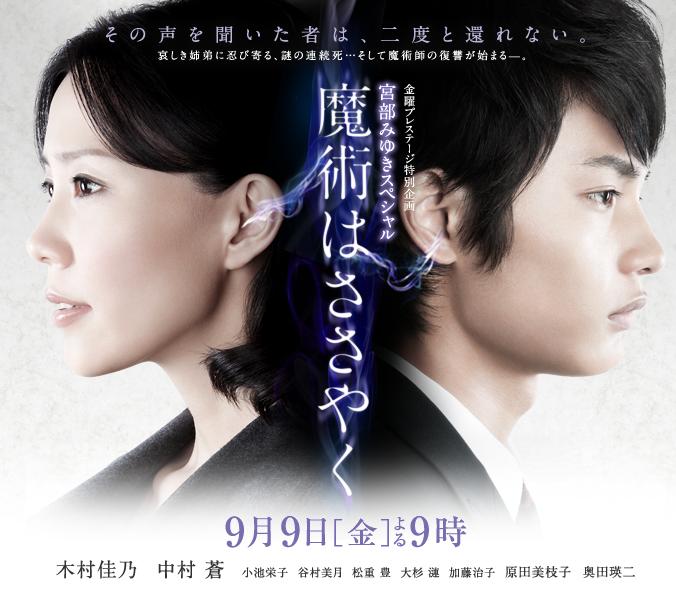 その声を聞いた者は、二度と還れない。
哀しき姉弟に忍び寄る、謎の連続死…そして魔術師の復讐が始まる―。
金曜プレステージ特別企画
宮部みゆきスペシャル
魔術はささやく
9月9日[金]よる9時
木村佳乃 中村 蒼 小池栄子 谷村美月 松重 豊 大杉 漣 加藤治子 原田美枝子 奥田瑛二